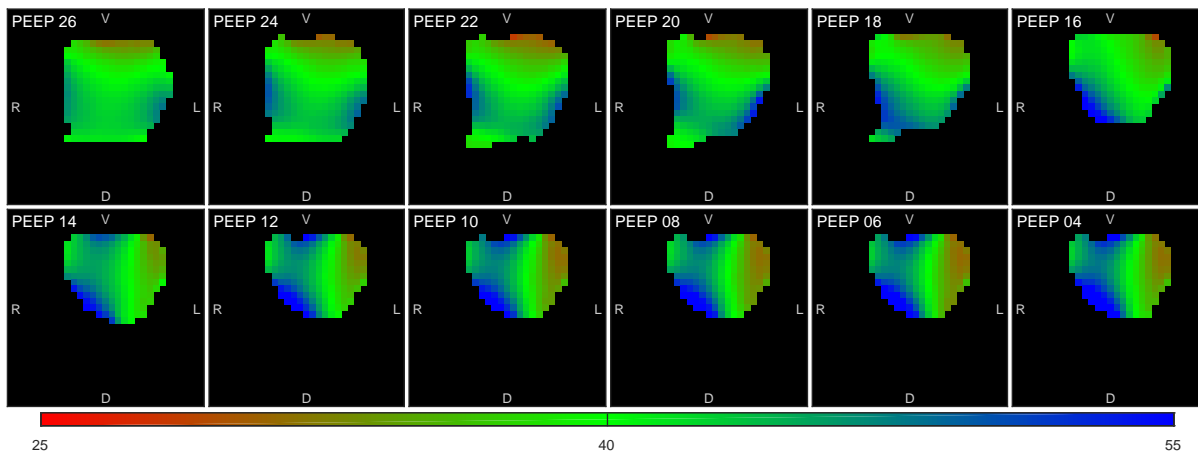 PEEP 26 V PEEP 24 V PEEP 22 V PEEP 20 V PEEP 18 V PEEP 16 V
R L R L R L R L R L R L
D D D D D D
PEEP 14 V PEEP 12 V PEEP 10 V PEEP 08 V PEEP 06 V PEEP 04 V
R L R L R L R L R L R L
D D D D D D
25 40 55